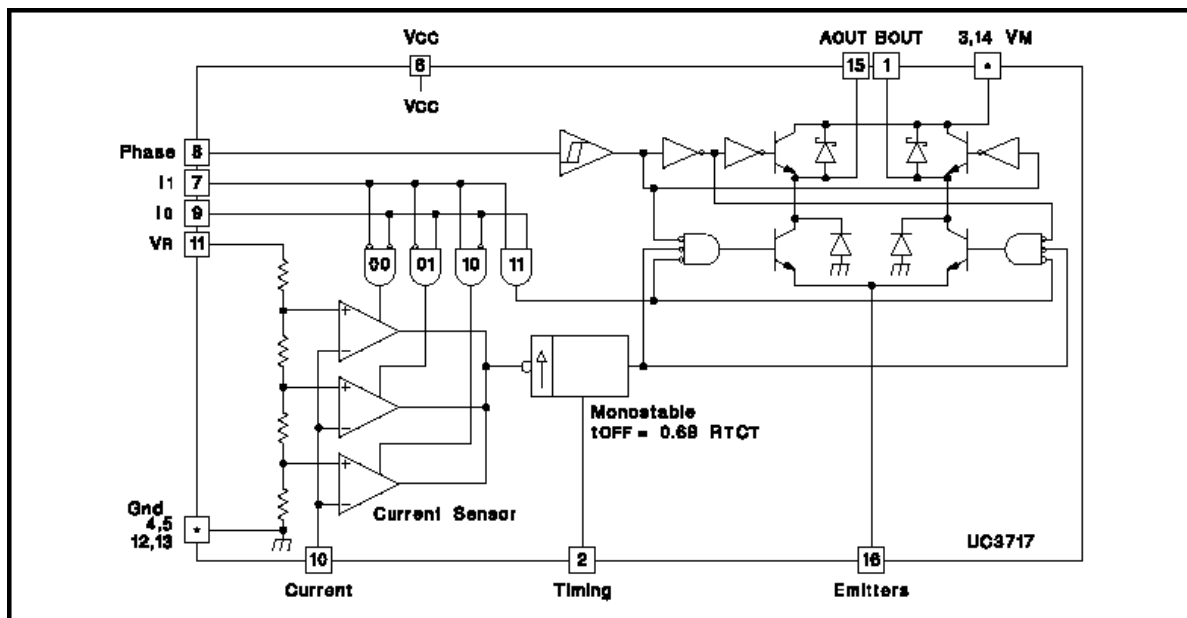 VCC
AOUT BOUT
3,14 VM
6
15
1
*
VCC
Phase
8
I1
7
I0
9
VR
11
00
01
10
11
+
−
+
−
+
−
Monostable
tOFF = 0.69 RTCT
Current Sensor
Gnd
4,5
12,13
*
UC3717
10
2
16
Current
Timing
Emitters